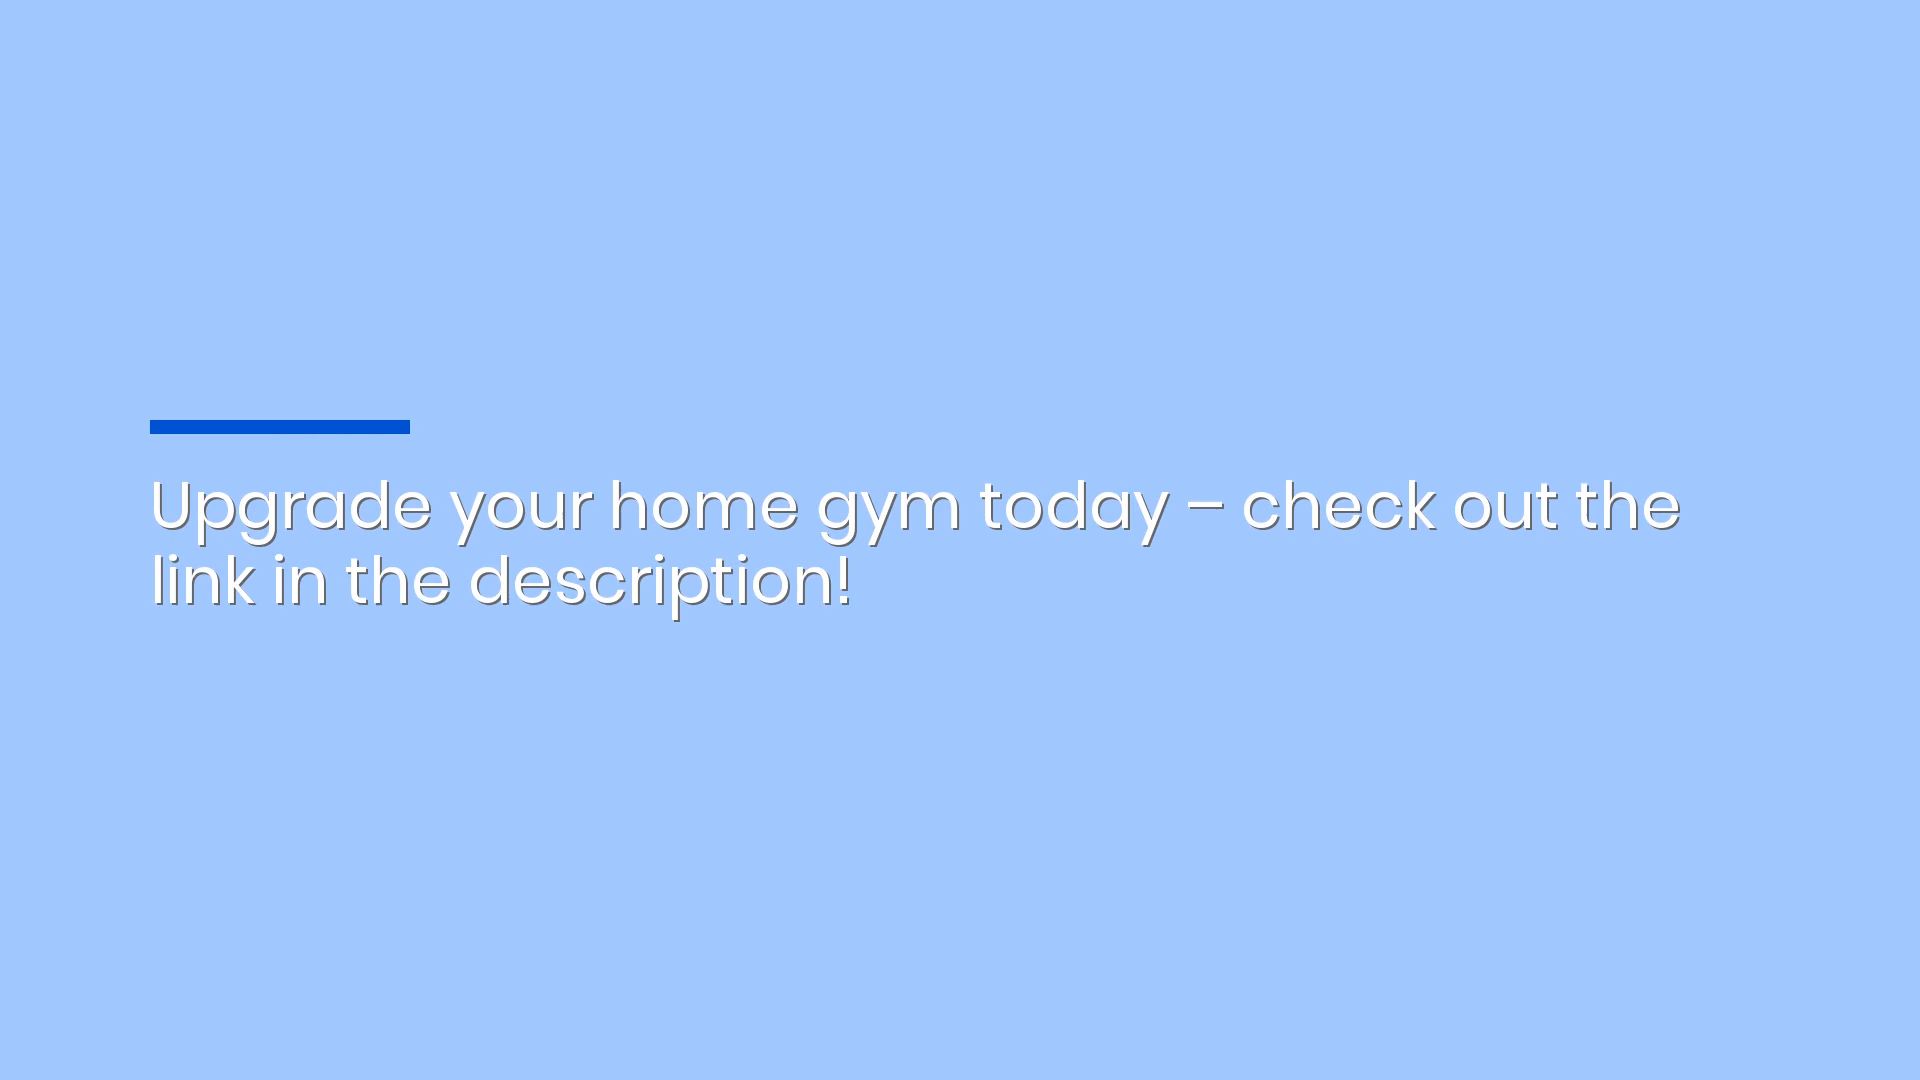 Upgrade your home gym today – check out the
link in the description!